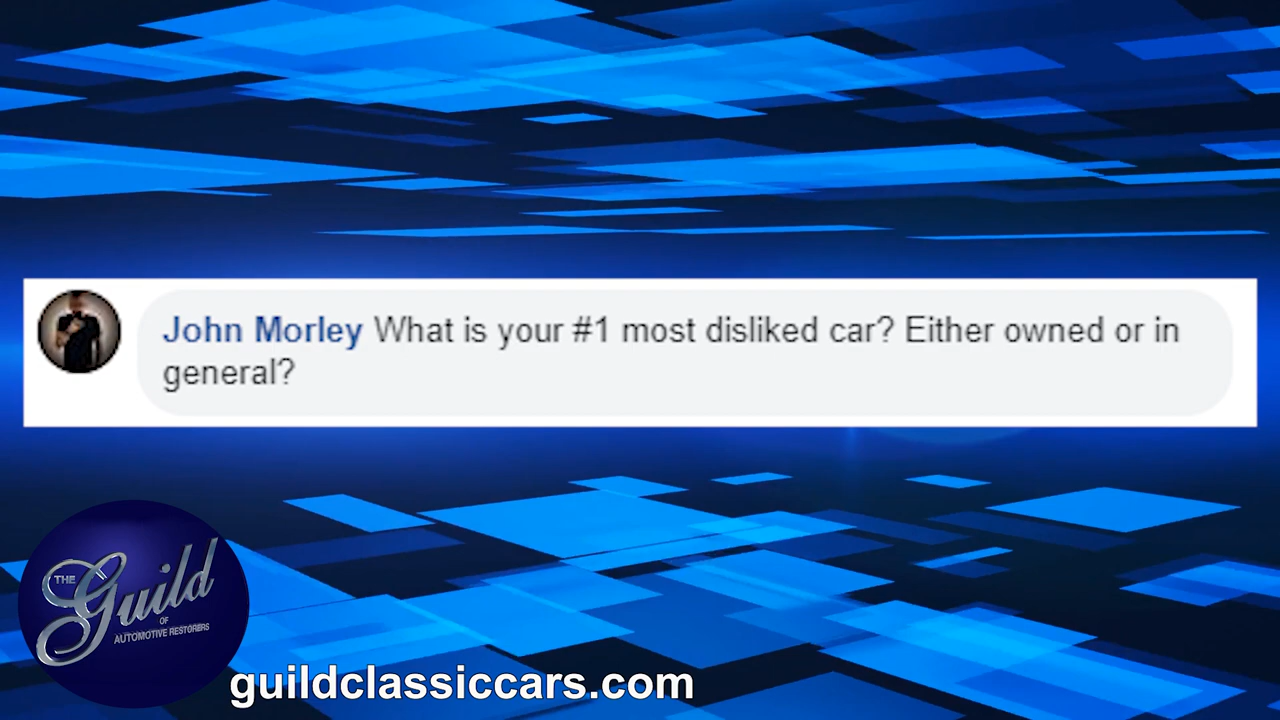 John Morley What is your #1 most disliked car? Either owned or in
general?
THE
Guild
OF
AUTOMOTIVE RESTORERS
guildclassiccars.com